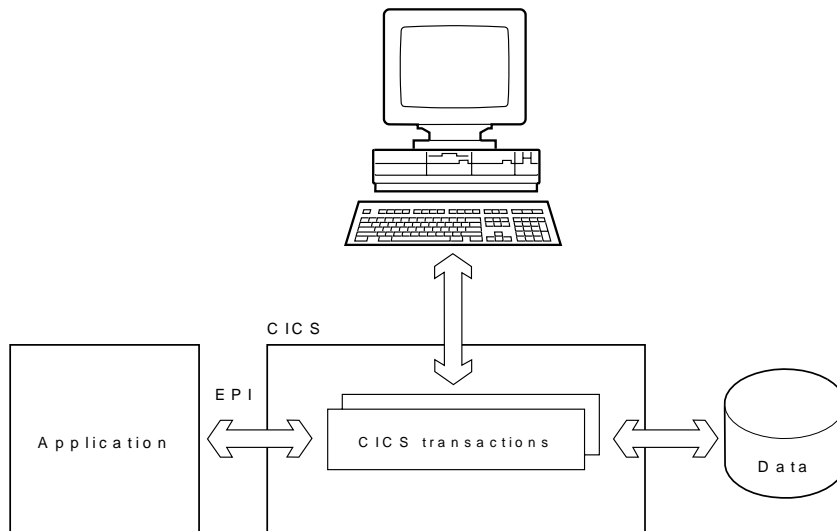 CICS
EPI
Application
CICS transactions
Data